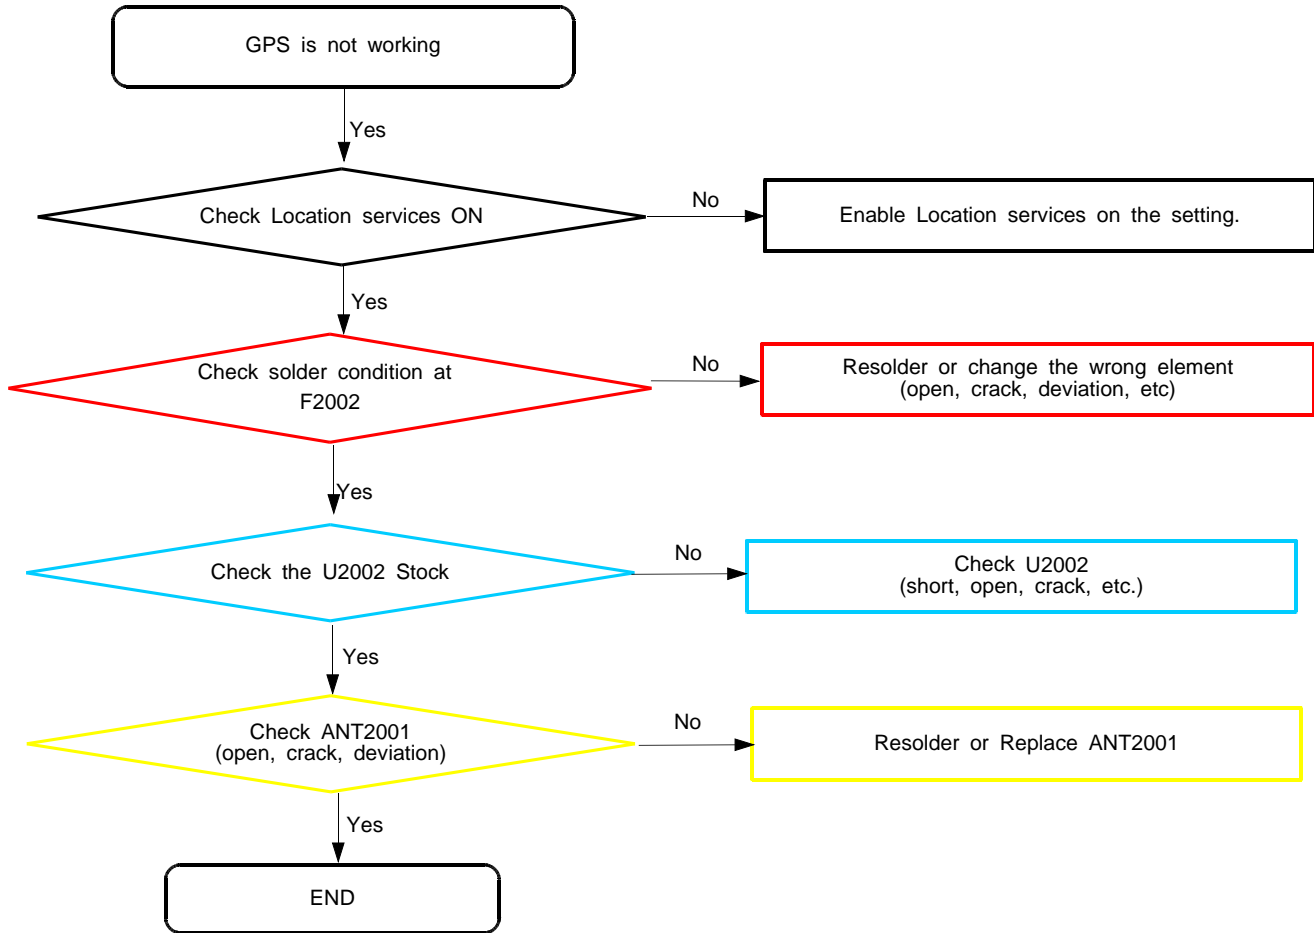 GPS is not working
Yes
Check Location services ON
No
Enable Location services on the setting.
Yes
Check solder condition at
F2002
No
Resolder or change the wrong element
(open, crack, deviation, etc)
Yes
Check the U2002 Stock
No
Check U2002
(short, open, crack, etc.)
Yes
Check ANT2001
(open, crack, deviation)
No
Resolder or Replace ANT2001
Yes
END